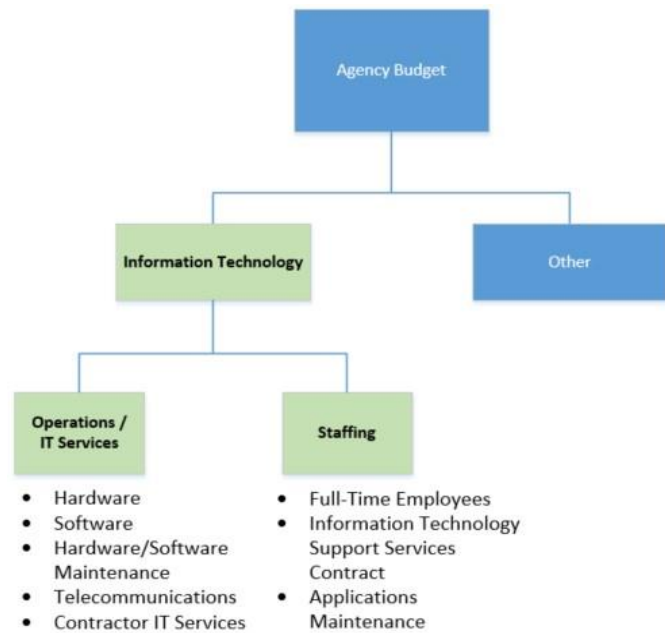 Agency Budget
Information Technology
Other
Operations /
IT Services
Staffing
• Hardware
• Software
• Hardware/Software
Maintenance
• Telecommunications
• Contractor IT Services
• Full-Time Employees
• Information Technology
Support Services
Contract
• Applications
Maintenance